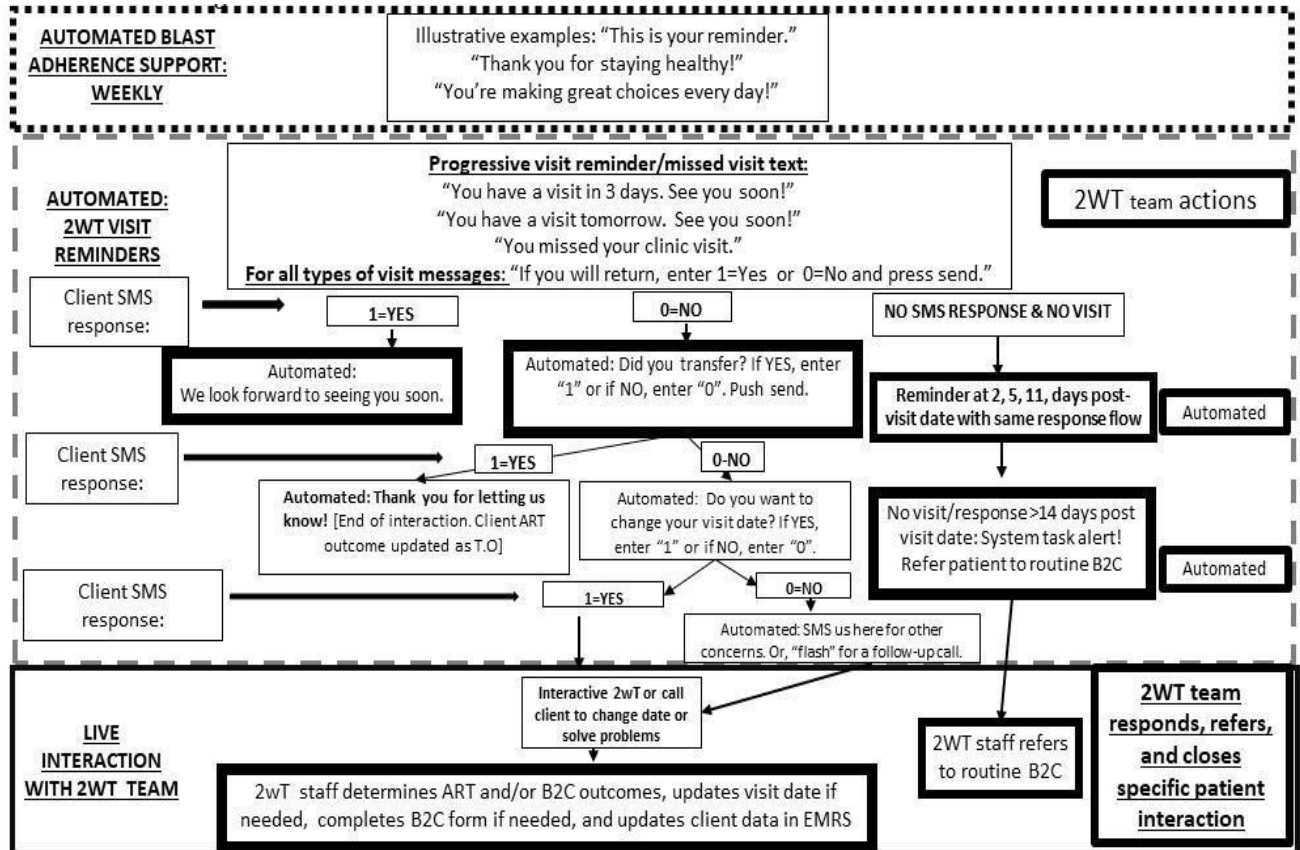 AUTOMATED BLAST
ADHERENCE SUPPORT:
WEEKLY
Illustrative examples: “This is your reminder.”
“Thank you for staying healthy!”
“You’re making great choices every day!”
Progressive visit reminder/missed visit text:
“You have a visit in 3 days. See you soon!”
“You have a visit tomorrow. See you soon!”
“You missed your clinic visit.”
For all types of visit messages: “If you will return, enter 1=Yes or 0=No and press send.”
AUTOMATED:
2WT VISIT
REMINDERS
2WT team actions
Client SMS
response:
1=YES
0=NO
NO SMS RESPONSE & NO VISIT
Automated:
We look forward to seeing you soon.
Automated: Did you transfer? If YES, enter
“1” or if NO, enter “0”. Push send.
Reminder at 2, 5, 11, days post-
visit date with same response flow
Automated
Client SMS
response:
1=YES
0-NO
Automated: Thank you for letting us
know! [End of interaction. Client ART
outcome updated as T.O]
Automated: Do you want to
change your visit date? If YES,
enter “1” or if NO, enter “0”.
No visit/response >14 days post
visit date: System task alert!
Refer patient to routine B2C
Automated
Client SMS
response:
1=YES
0=NO
Automated: SMS us here for other
concerns. Or, “flash” for a follow-up call.
LIVE
INTERACTION
WITH 2WT TEAM
Interactive 2wT or call
client to change date or
solve problems
2WT staff refers
to routine B2C
2WT team
responds, refers,
and closes
specific patient
interaction
2wT staff determines ART and/or B2C outcomes, updates visit date if
needed, completes B2C form if needed, and updates client data in EMRS